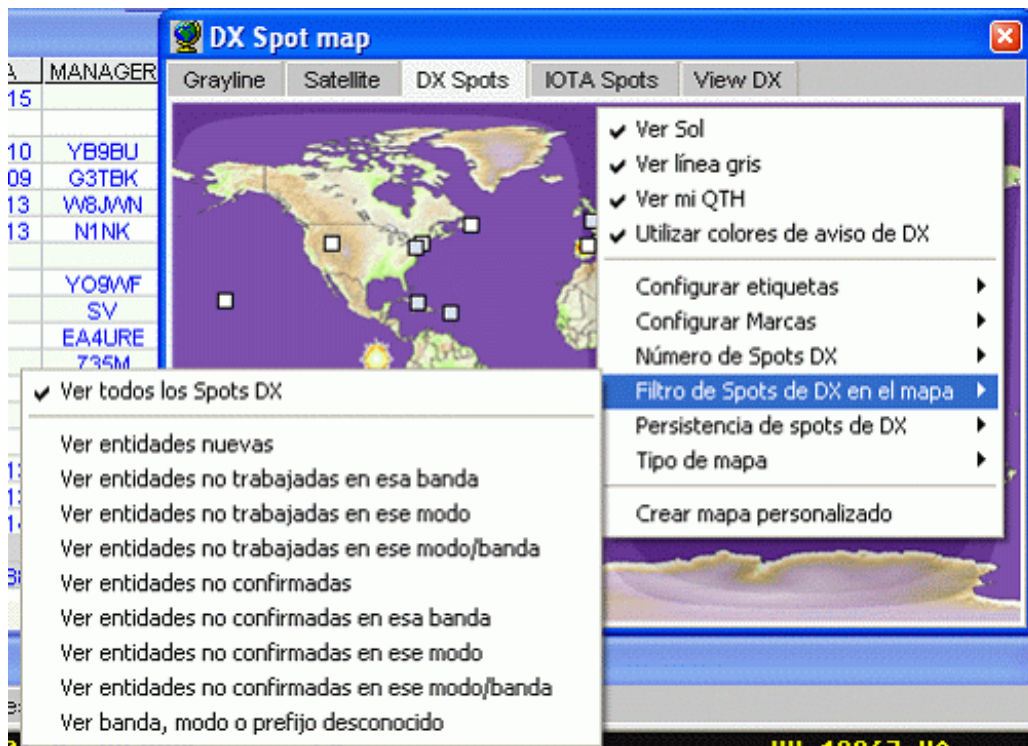 DX Spot map
MANAGER
Grayline Satellite DX Spots IOTA Spots View DX
15
10 YB9BU
09 G3TBK
13 W8JWN
13 N1NK
YO9WF
SV
EA4URE
Z35M
Ver Sol
Ver línea gris
Ver mi QTH
Utilizar colores de aviso de DX
Configurar etiquetas
Configurar Marcas
Número de Spots DX
Filtro de Spots de DX en el mapa
Persistencia de spots de DX
Tipo de mapa
Crear mapa personalizado
Ver todos los Spots DX
Ver entidades nuevas
Ver entidades no trabajadas en esa banda
Ver entidades no trabajadas en ese modo
Ver entidades no trabajadas en ese modo/banda
Ver entidades no confirmadas
Ver entidades no confirmadas en esa banda
Ver entidades no confirmadas en ese modo
Ver entidades no confirmadas en ese modo/banda
Ver banda, modo o prefijo desconocido